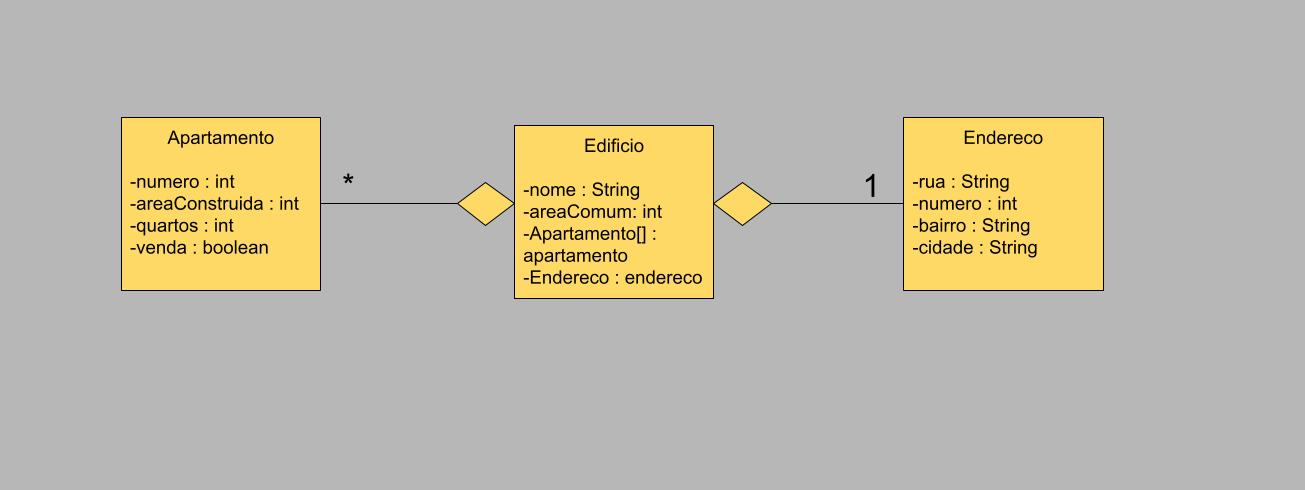 Apartamento
-numero : int
-areaConstruida : int
-quartos : int
-venda : boolean
*
Edificio
-nome : String
-areaComum: int
-Apartamento[] :
apartamento
-Endereco : endereco
1
Endereco
-rua : String
-numero : int
-bairro : String
-cidade : String